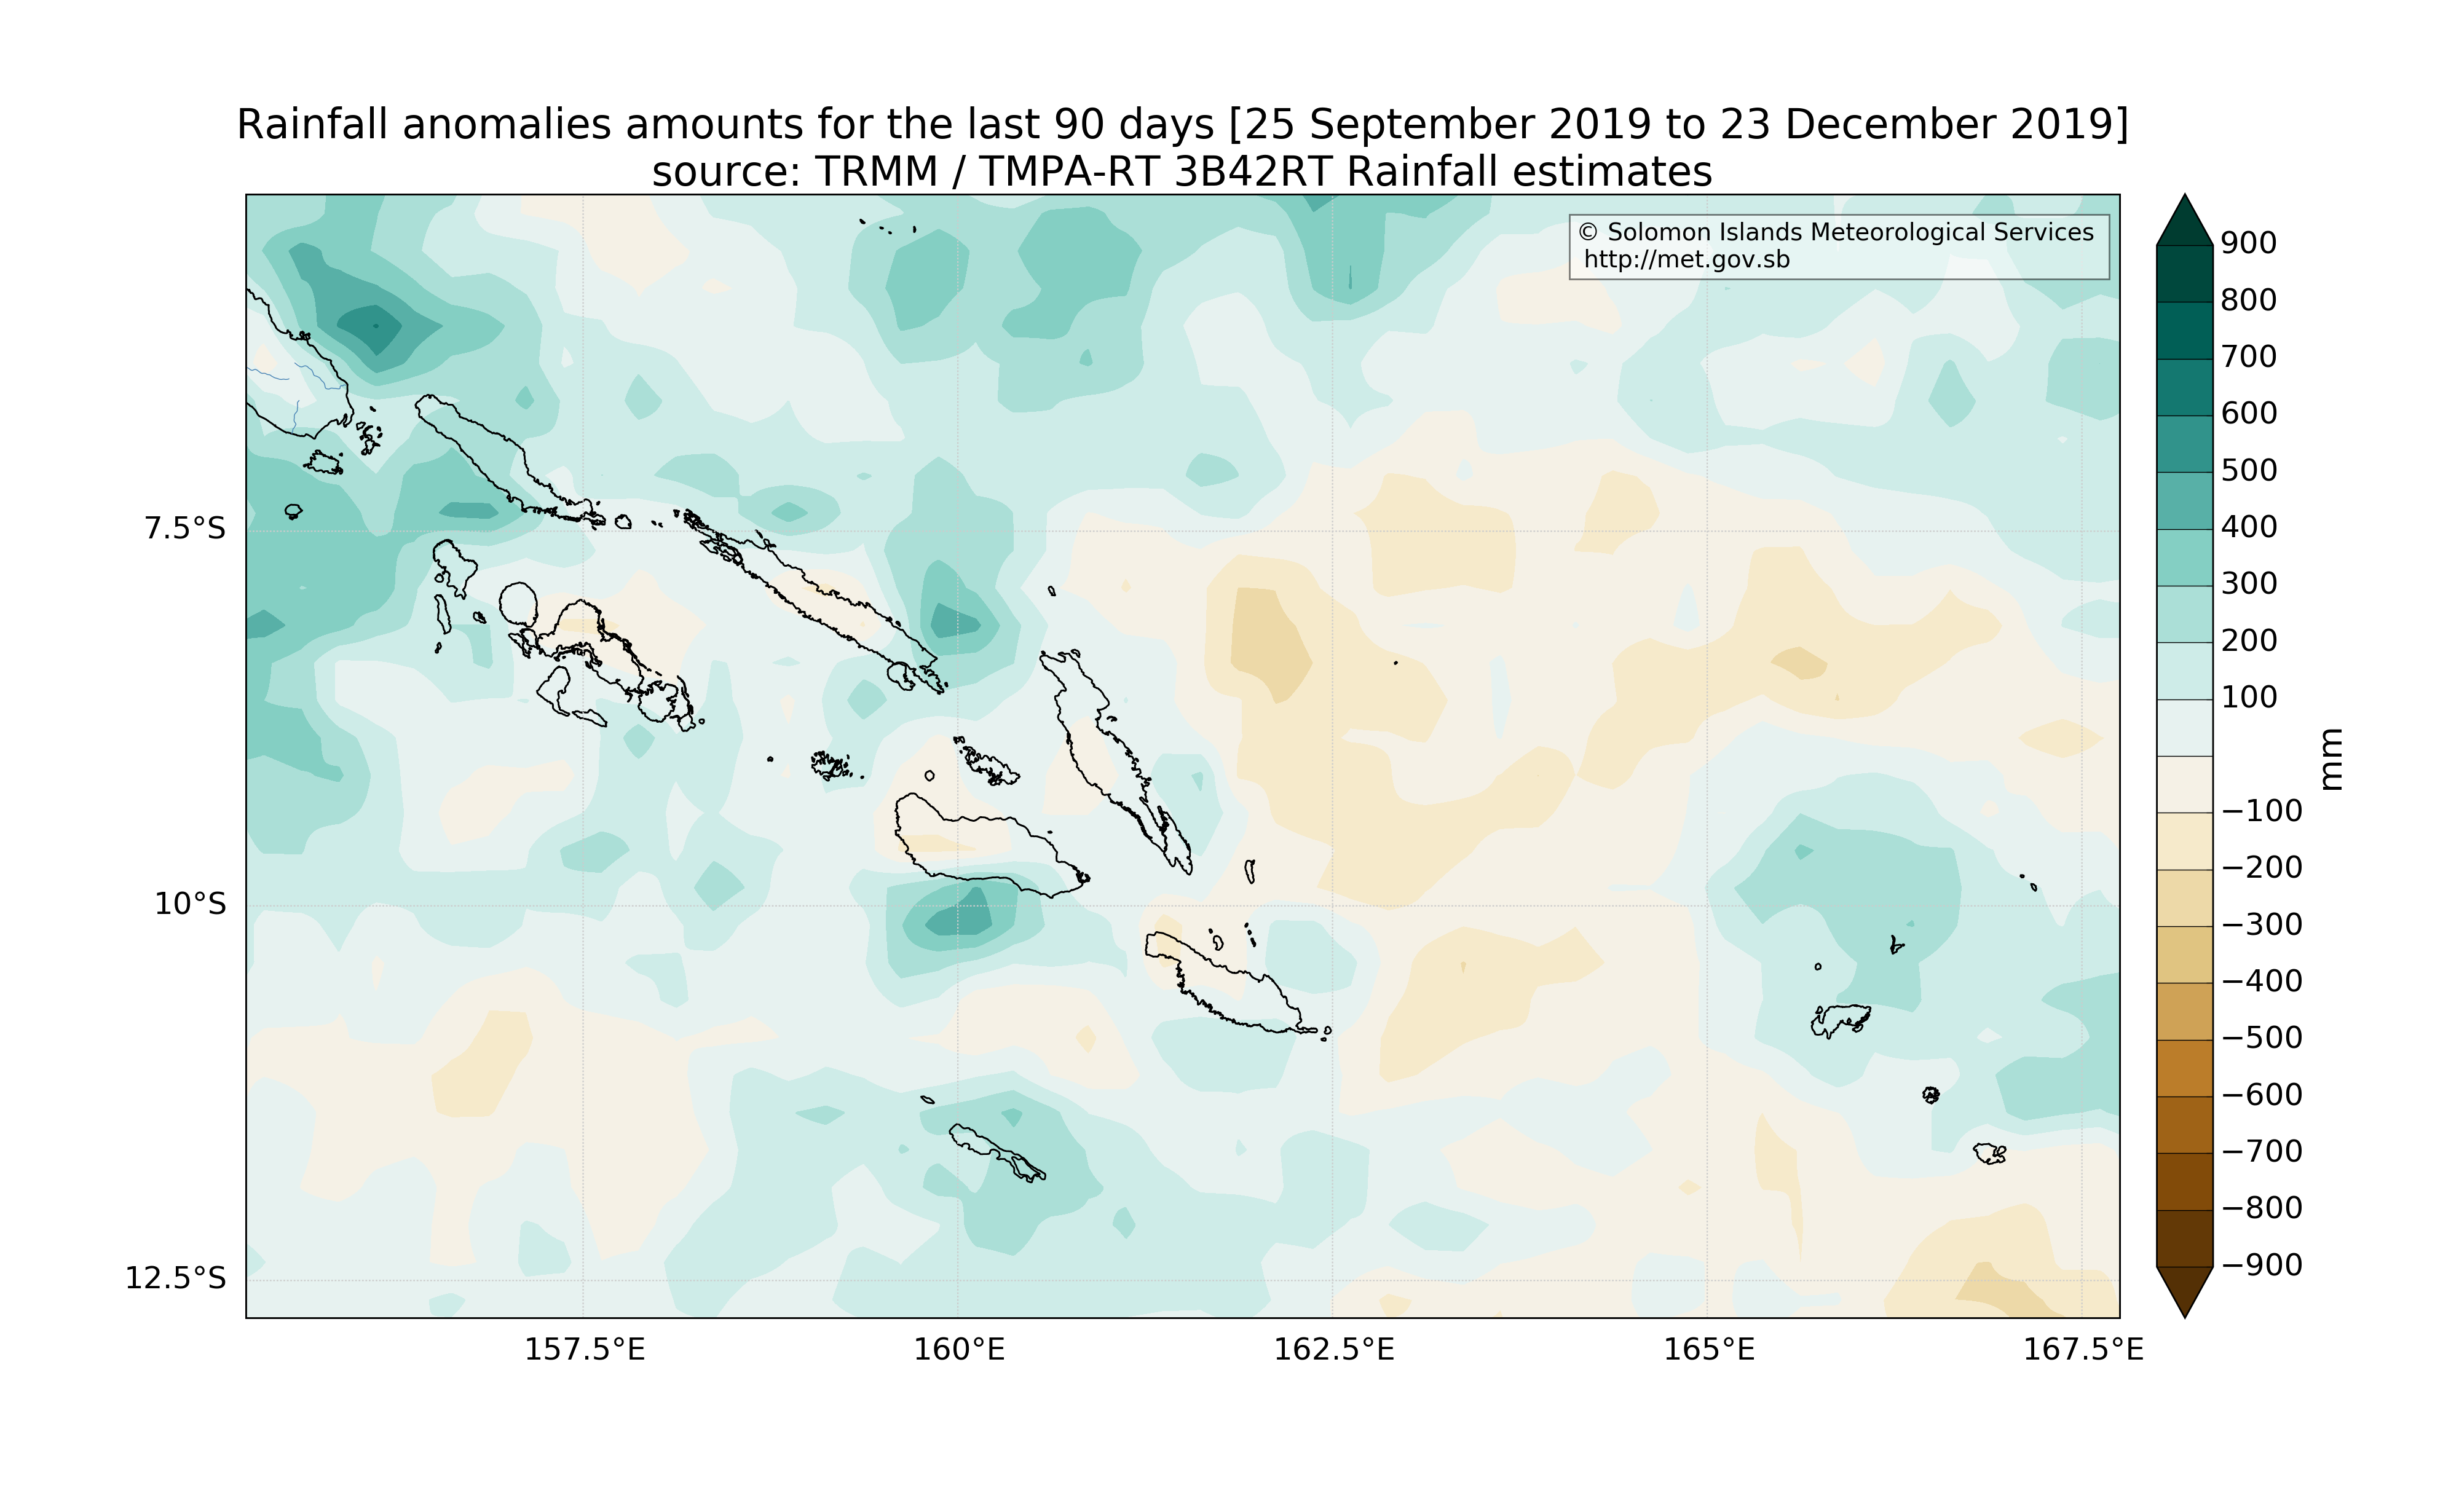 Rainfall anomalies amounts for the last 90 days [25 September 2019 to 23 December 2019]
source: TRMM / TMPA-RT 3B42RT Rainfall estimates
© Solomon Islands Meteorological Services
http://met.gov.sb
7.5°S
10°S
12.5°S
157.5°E
160°E
162.5°E
165°E
167.5°E
900
800
700
600
500
400
300
200
100
−100
−200
−300
−400
−500
−600
−700
−800
−900
mm